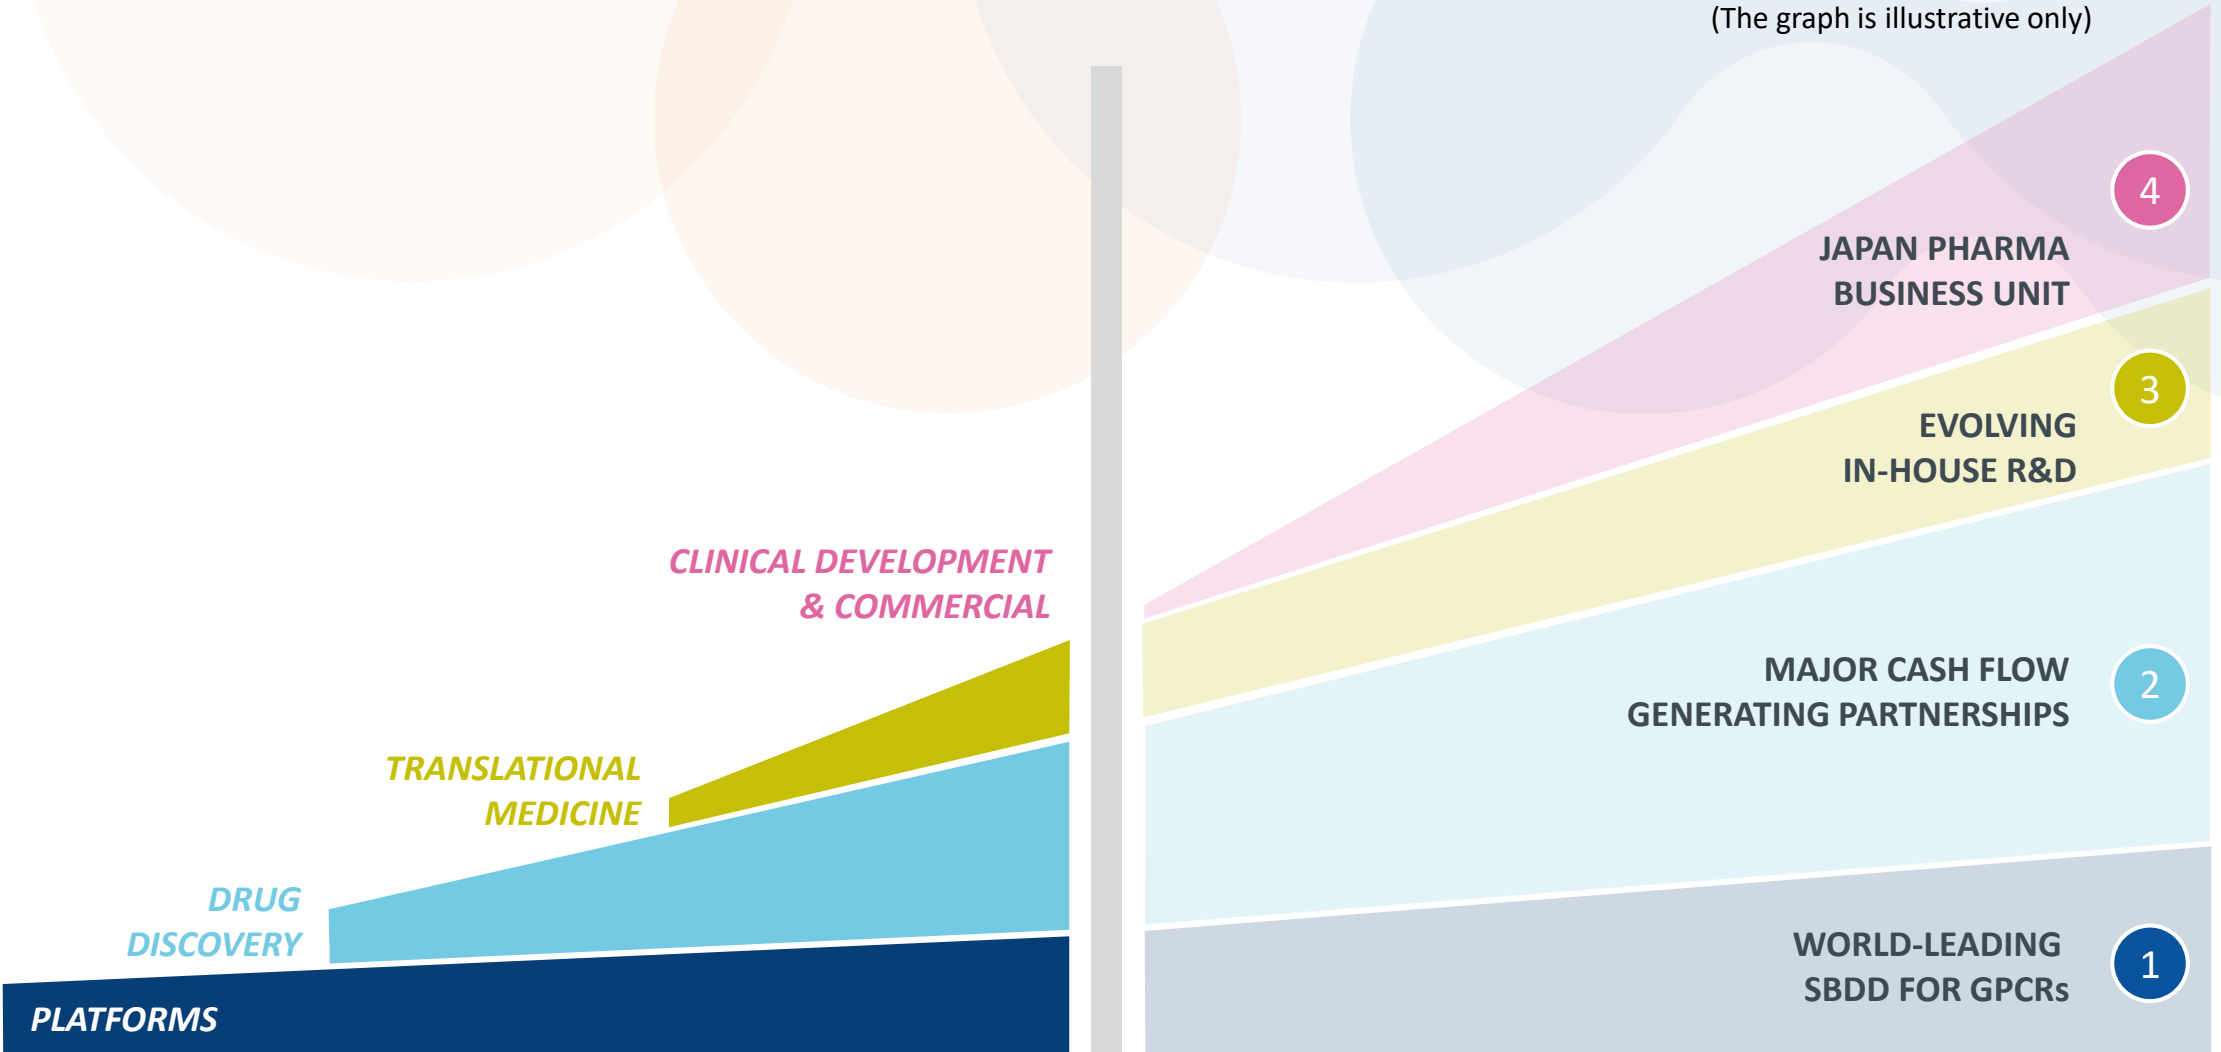 (The graph is illustrative only)
4
JAPAN PHARMA
BUSINESS UNIT
3
EVOLVING
IN-HOUSE R&D
CLINICAL DEVELOPMENT
& COMMERCIAL
MAJOR CASH FLOW
GENERATING PARTNERSHIPS
2
TRANSLATIONAL
MEDICINE
DRUG
DISCOVERY
WORLD-LEADING
SBDD FOR GPCRs
1
PLATFORMS